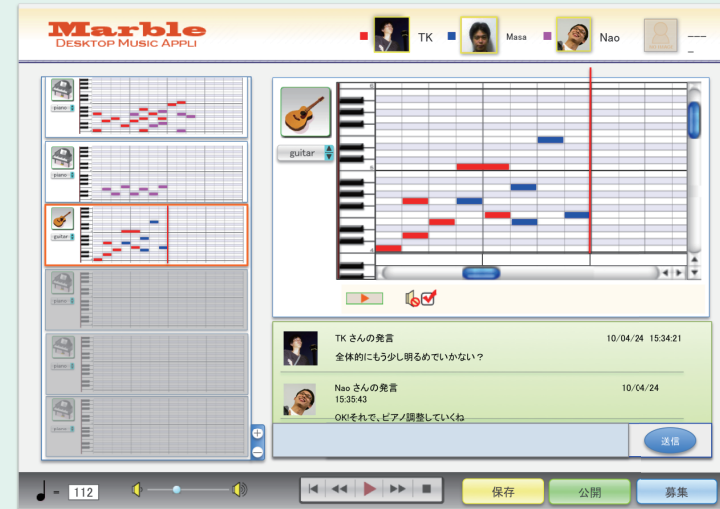 Marble
DESKTOP MUSIC APPLI
TK
Masa
Nao
---
-
piano
piano
guitar
piano
piano
piano
guitar
6
5
4
TK さんの発言
10/04/24 15:34:21
全体的にもう少し明るめでいかない？
Nao さんの発言
10/04/24
15:35:43
OK!それで、ピアノ調整していくね
送信
= 112
保存
公開
募集